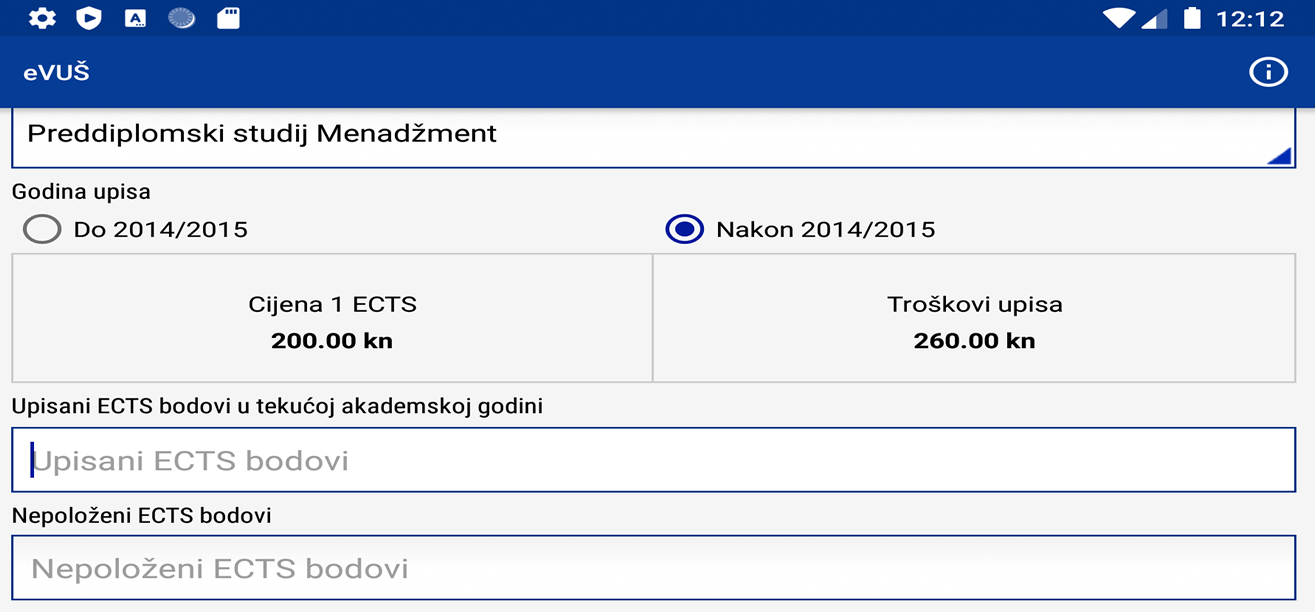 12:12
eVUŠ
Preddiplomski studij Menadžment
Godina upisa
Do 2014/2015
Nakon 2014/2015
Cijena 1 ECTS
200.00 kn
Troškovi upisa
260.00 kn
Upisani ECTS bodovi u tekućoj akademskoj godini
Upisani ECTS bodovi
Nepoloženi ECTS bodovi
Nepoloženi ECTS bodovi